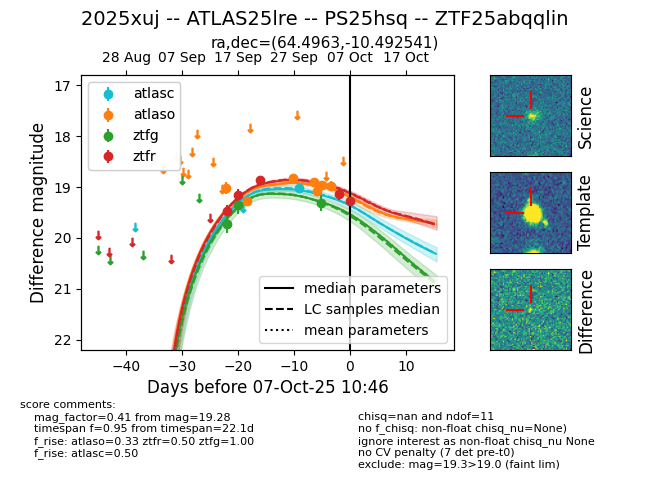 2025xuj -- ATLAS25lre -- PS25hsq -- ZTF25abqqlin
ra,dec=(64.4963,-10.492541)
28 Aug 07 Sep 17 Sep 27 Sep 07 Oct 17 Oct
Difference magnitude
17
18
19
20
21
22
atlasc
atlaso
ztfg
ztfr
median parameters
LC samples median
mean parameters
−40 −30 −20 −10 0 10
Days before 07-Oct-25 10:46
Science
Template
Difference
score comments:
mag_factor=0.41 from mag=19.28
timespan f=0.95 from timespan=22.1d
f_rise: atlaso=0.33 ztfr=0.50 ztfg=1.00
f_rise: atlasc=0.50
chisq=nan and ndof=11
no f_chisq: non-float chisq_nu=None)
ignore interest as non-float chisq_nu None
no CV penalty (7 det pre-t0)
exclude: mag=19.3>19.0 (faint lim)